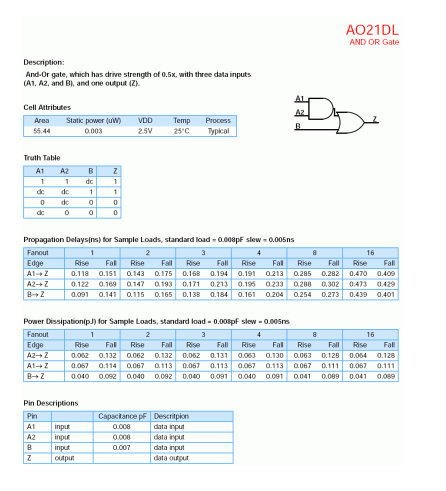 AO21DL
AND OR Gate
Description:
And-Or gate, which has drive strength of 0.5x, with three data inputs
(A1, A2, and B), and one output (Z).
A1
A2
B
Z
Cell Attributes
Area Static power (uW) VDD Temp Process
55.44 0.003 2.5V 25°C Typical
Truth Table
A1 A2 B Z
1 1 dc 1
dc dc 1 1
0 dc 0 0
dc 0 0 0
Propagation Delays(ns) for Sample Loads, standard load = 0.008pF slew = 0.005ns
Fanout 1 2 3 4 8 16
Edge Rise Fall Rise Fall Rise Fall Rise Fall Rise Fall Rise Fall
A1→ Z 0.118 0.151 0.143 0.175 0.168 0.194 0.191 0.213 0.285 0.282 0.470 0.409
A2→ Z 0.122 0.169 0.147 0.193 0.171 0.213 0.195 0.233 0.288 0.302 0.473 0.429
B→ Z 0.091 0.141 0.115 0.165 0.138 0.184 0.161 0.204 0.254 0.273 0.439 0.401
Power Dissipation(pJ) for Sample Loads, standard load = 0.008pF slew = 0.005ns
Fanout 1 2 3 4 8 16
Edge Rise Fall Rise Fall Rise Fall Rise Fall Rise Fall Rise Fall
A2→ Z 0.062 0.132 0.062 0.132 0.062 0.131 0.063 0.130 0.063 0.128 0.064 0.128
A1→ Z 0.067 0.114 0.067 0.113 0.067 0.113 0.067 0.113 0.067 0.111 0.067 0.111
B→ Z 0.040 0.092 0.040 0.092 0.040 0.091 0.040 0.091 0.041 0.089 0.041 0.089
Pin Descriptions
Pin Capacitance pF Descritpion
A1 input 0.008 data input
A2 input 0.008 data input
B input 0.007 data input
Z output data output